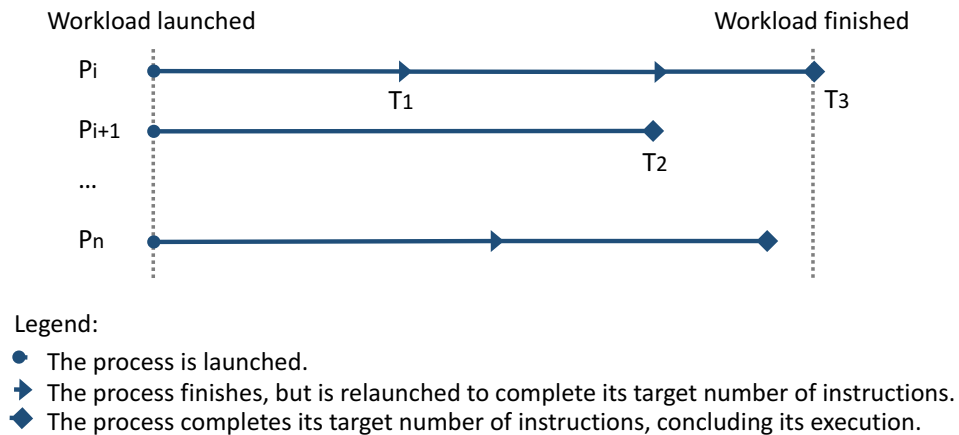 Workload launched
Workload finished
Pi
T1
T3
Pi+1
T2
...
Pn
Legend:
The process is launched.
The process finishes, but is relaunched to complete its target number of instructions.
The process completes its target number of instructions, concluding its execution.